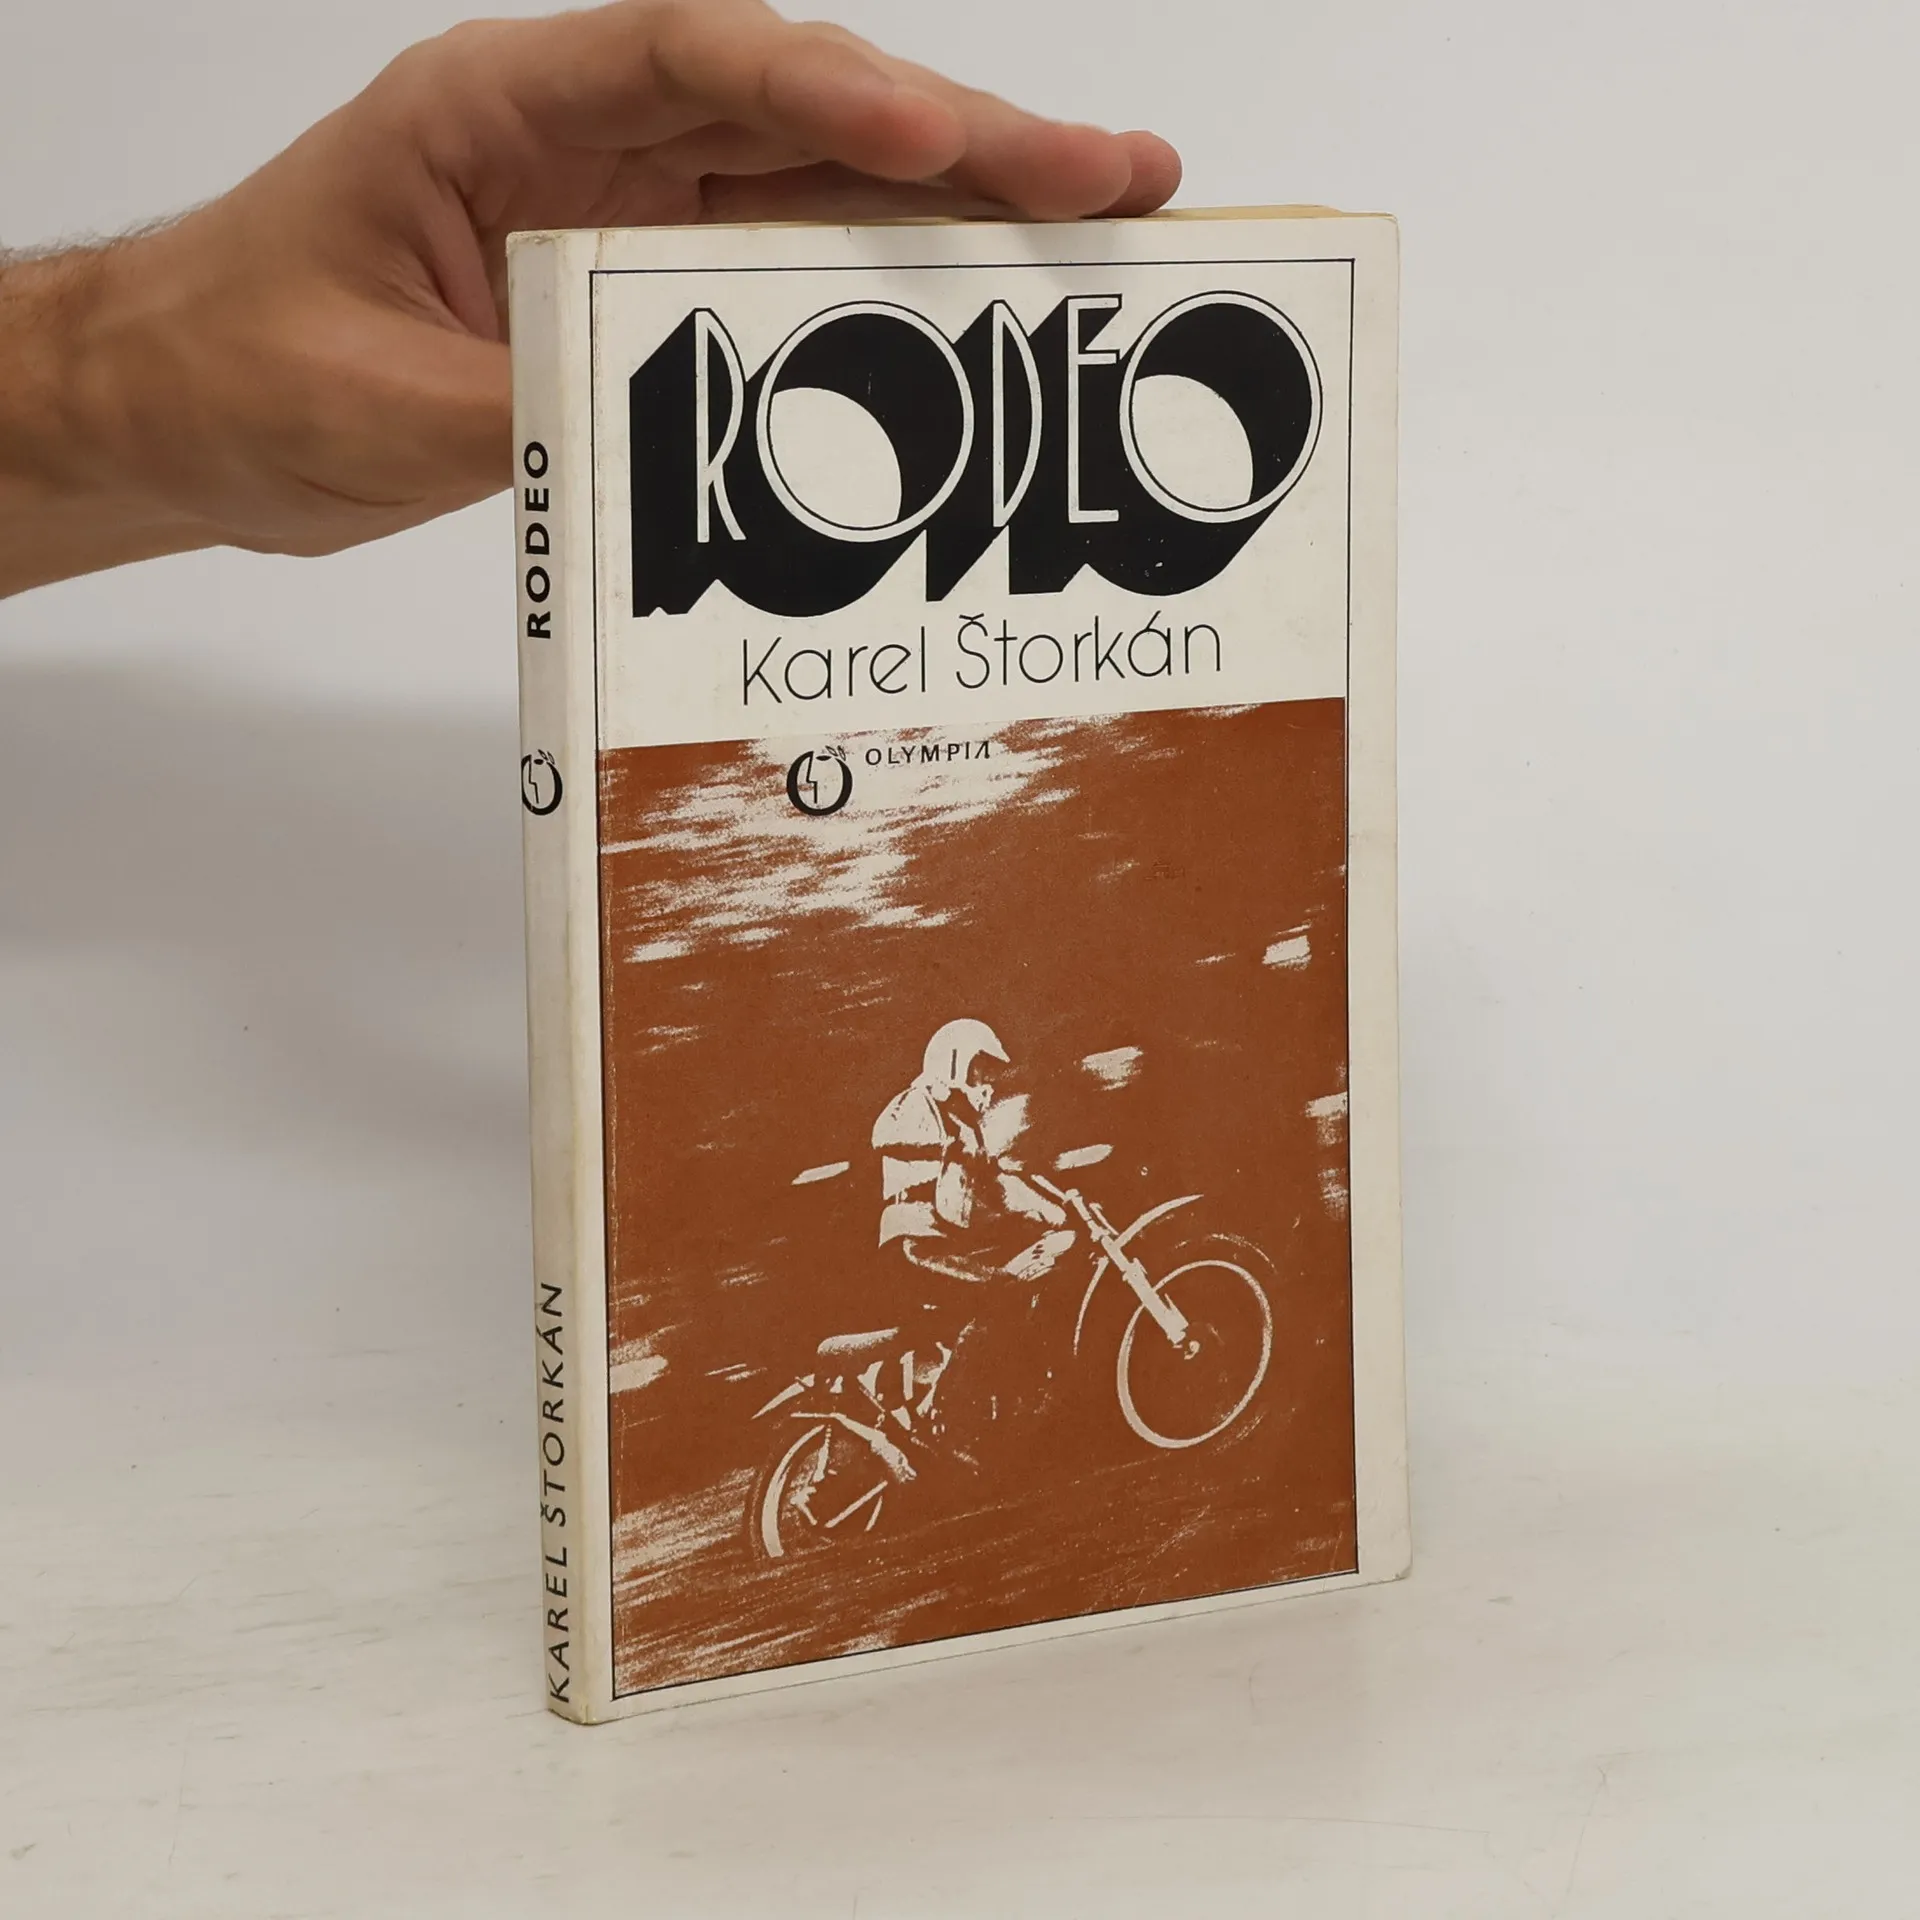 RODEO
Karel Štorkán
OLYMPIA
RODEO
KAREL ŠTORKÁN